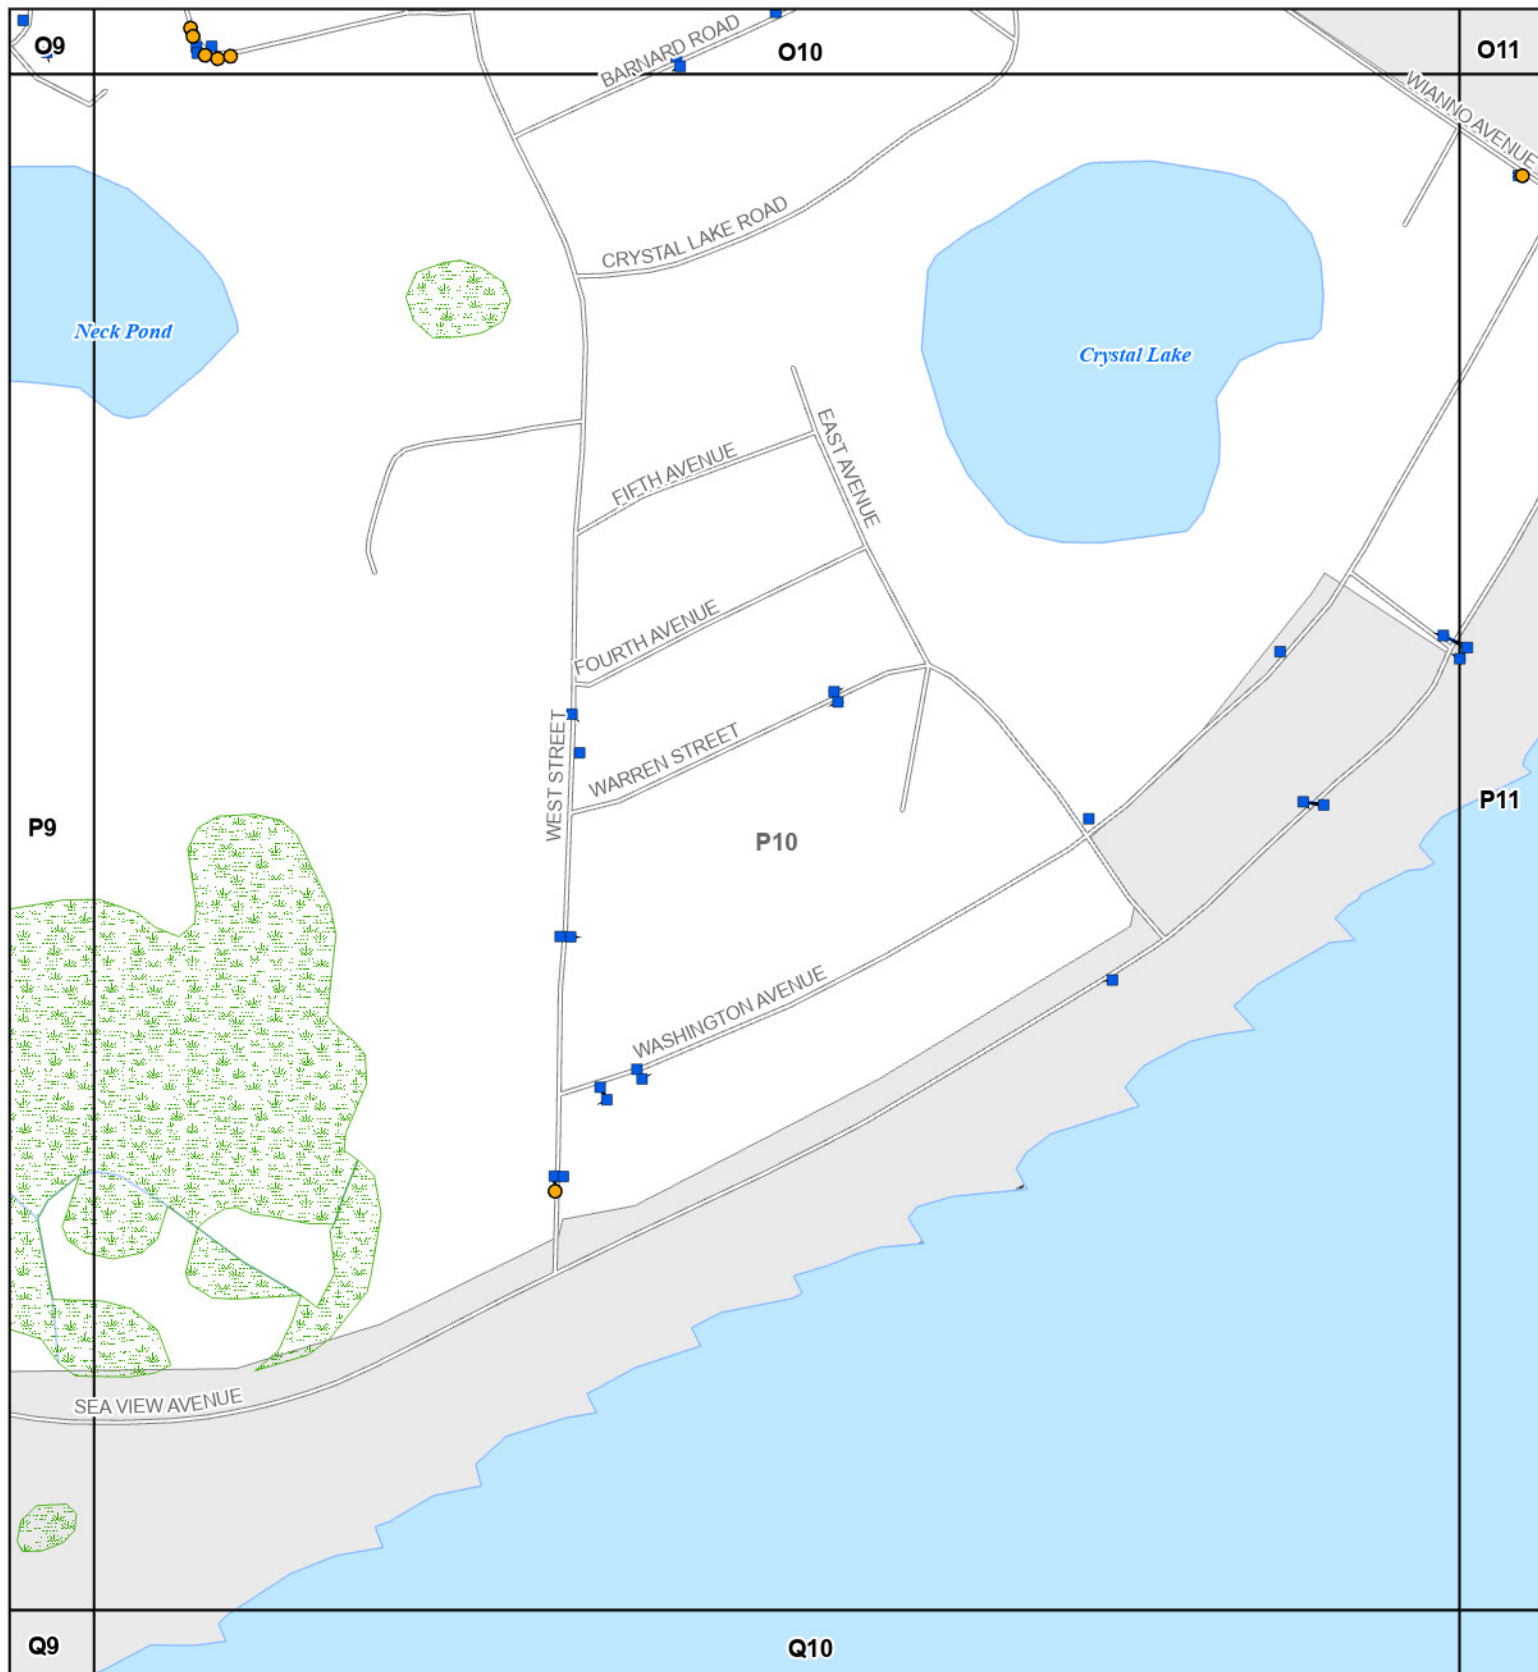 O9
O10
O11
BARNARD ROAD
WIANNO AVENUE
CRYSTAL LAKE ROAD
Neck Pond
Crystal Lake
EAST AVENUE
FIFTH AVENUE
FOURTH AVENUE
WEST STREET
WARREN STREET
P9
P10
P11
WASHINGTON AVENUE
SEA VIEW AVENUE
Q9
Q10